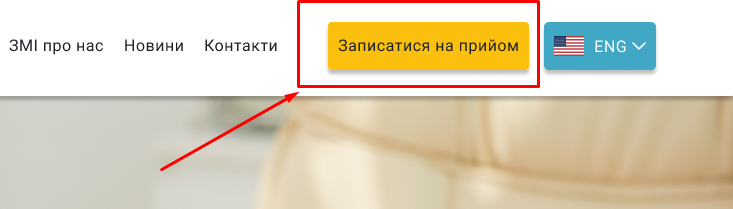 ЗМІ про нас Новини Контакти Записатися на прийом ENG